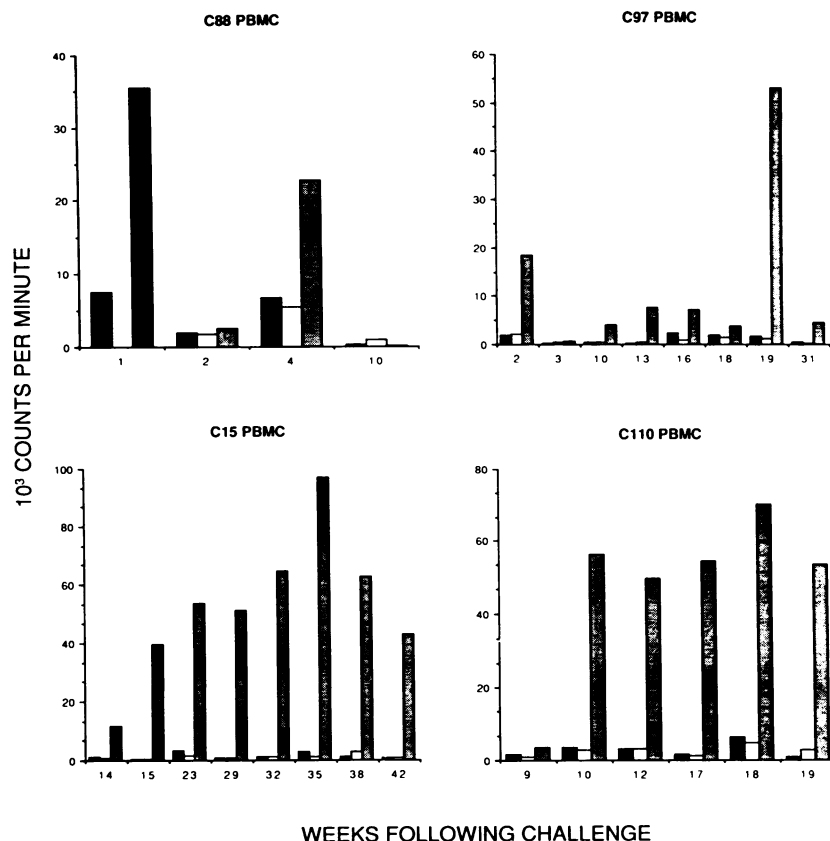 C88 PBMC
40
30
20
10
0
1 2 4 10
C97 PBMC
60
50
40
30
20
10
0
2 3 10 13 16 18 19 31
10³ COUNTS PER MINUTE
C15 PBMC
100
80
60
40
20
0
14 15 23 29 32 35 38 42
C110 PBMC
80
60
40
20
0
9 10 12 17 18 19
WEEKS FOLLOWING CHALLENGE